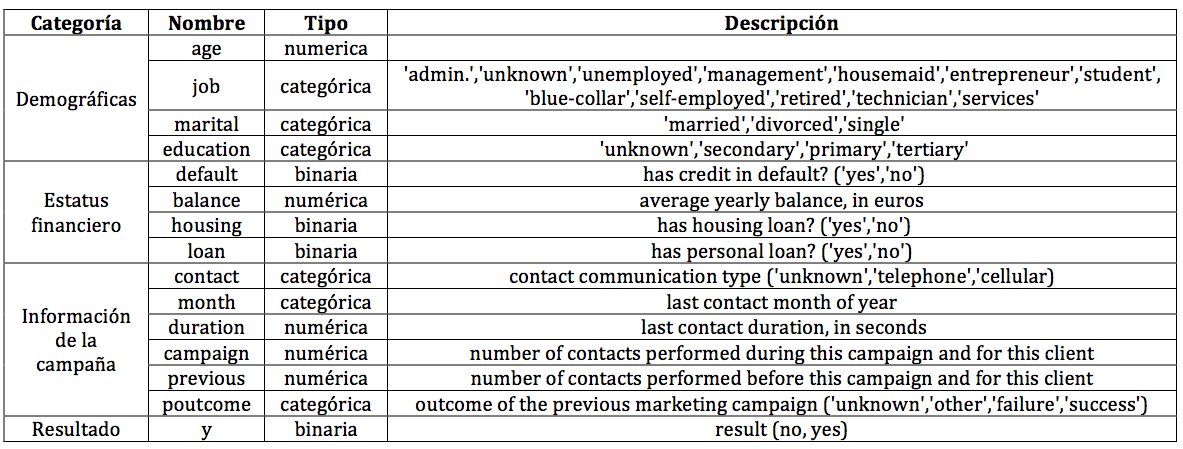 Categoría Nombre Tipo Descripción
Demográficas
age numerica
job categórica 'admin.','unknown','unemployed','management','housemaid','entrepreneur','student',
'blue-collar','self-employed','retired','technician','services'
marital categórica 'married','divorced','single'
education categórica 'unknown','secondary','primary','tertiary'
Estatus
financiero
default binaria has credit in default? ('yes','no')
balance numérica average yearly balance, in euros
housing binaria has housing loan? ('yes','no')
loan binaria has personal loan? ('yes','no')
Información
de la
campaña
contact categórica contact communication type ('unknown','telephone','cellular)
month categórica last contact month of year
duration numérica last contact duration, in seconds
campaign numérica number of contacts performed during this campaign and for this client
previous numérica number of contacts performed before this campaign and for this client
poutcome categórica outcome of the previous marketing campaign ('unknown','other','failure','success')
Resultado y binaria result (no, yes)